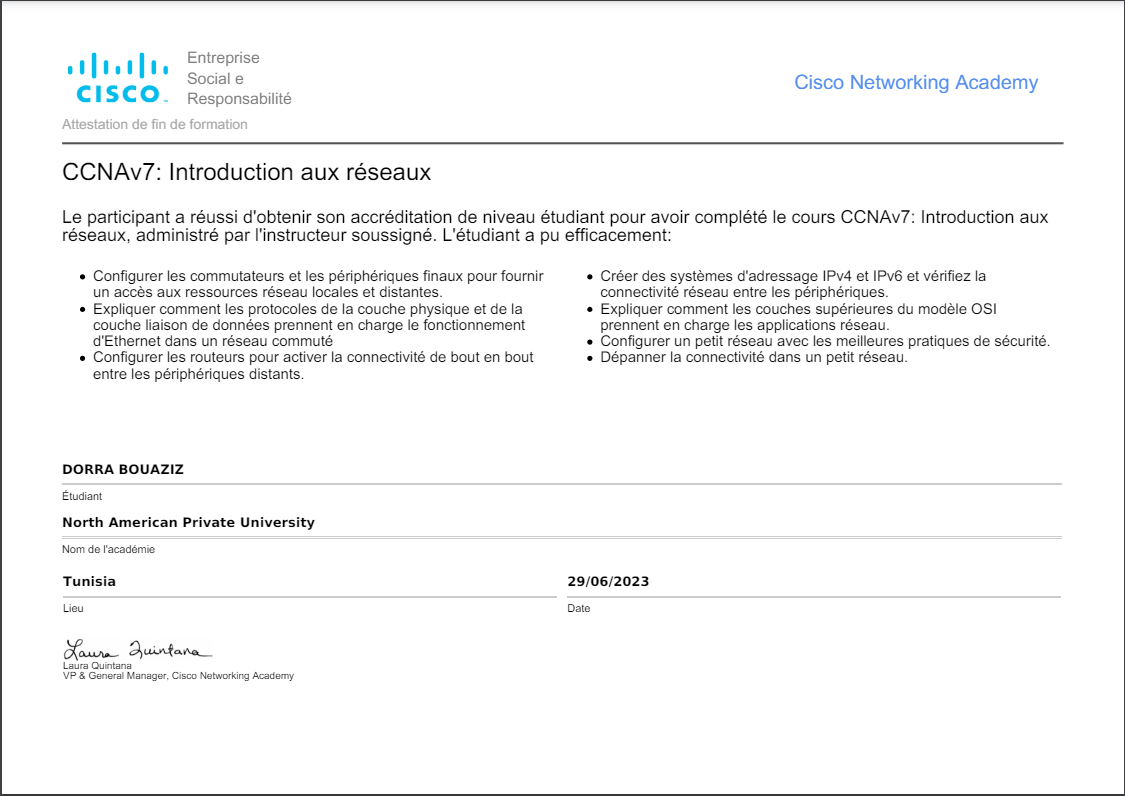 CISCO
Entreprise
Social e
Responsabilité
Cisco Networking Academy
Attestation de fin de formation
CCNAv7: Introduction aux réseaux
Le participant a réussi d'obtenir son accréditation de niveau étudiant pour avoir complété le cours CCNAv7: Introduction aux
réseaux, administré par l'instructeur soussigné. L'étudiant a pu efficacement:
• Configurer les commutateurs et les périphériques finaux pour fournir
un accès aux ressources réseau locales et distantes.
• Expliquer comment les protocoles de la couche physique et de la
couche liaison de données prennent en charge le fonctionnement
d'Ethernet dans un réseau commuté
• Configurer les routeurs pour activer la connectivité de bout en bout
entre les périphériques distants.
• Créer des systèmes d'adressage IPv4 et IPv6 et vérifiez la
connectivité réseau entre les périphériques.
• Expliquer comment les couches supérieures du modèle OSI
prennent en charge les applications réseau.
• Configurer un petit réseau avec les meilleures pratiques de sécurité.
• Dépanner la connectivité dans un petit réseau.
DORRA BOUAZIZ
Étudiant
North American Private University
Nom de l'académie
Tunisia
Lieu
29/06/2023
Date
Laura Quintana
Laura Quintana
VP & General Manager, Cisco Networking Academy